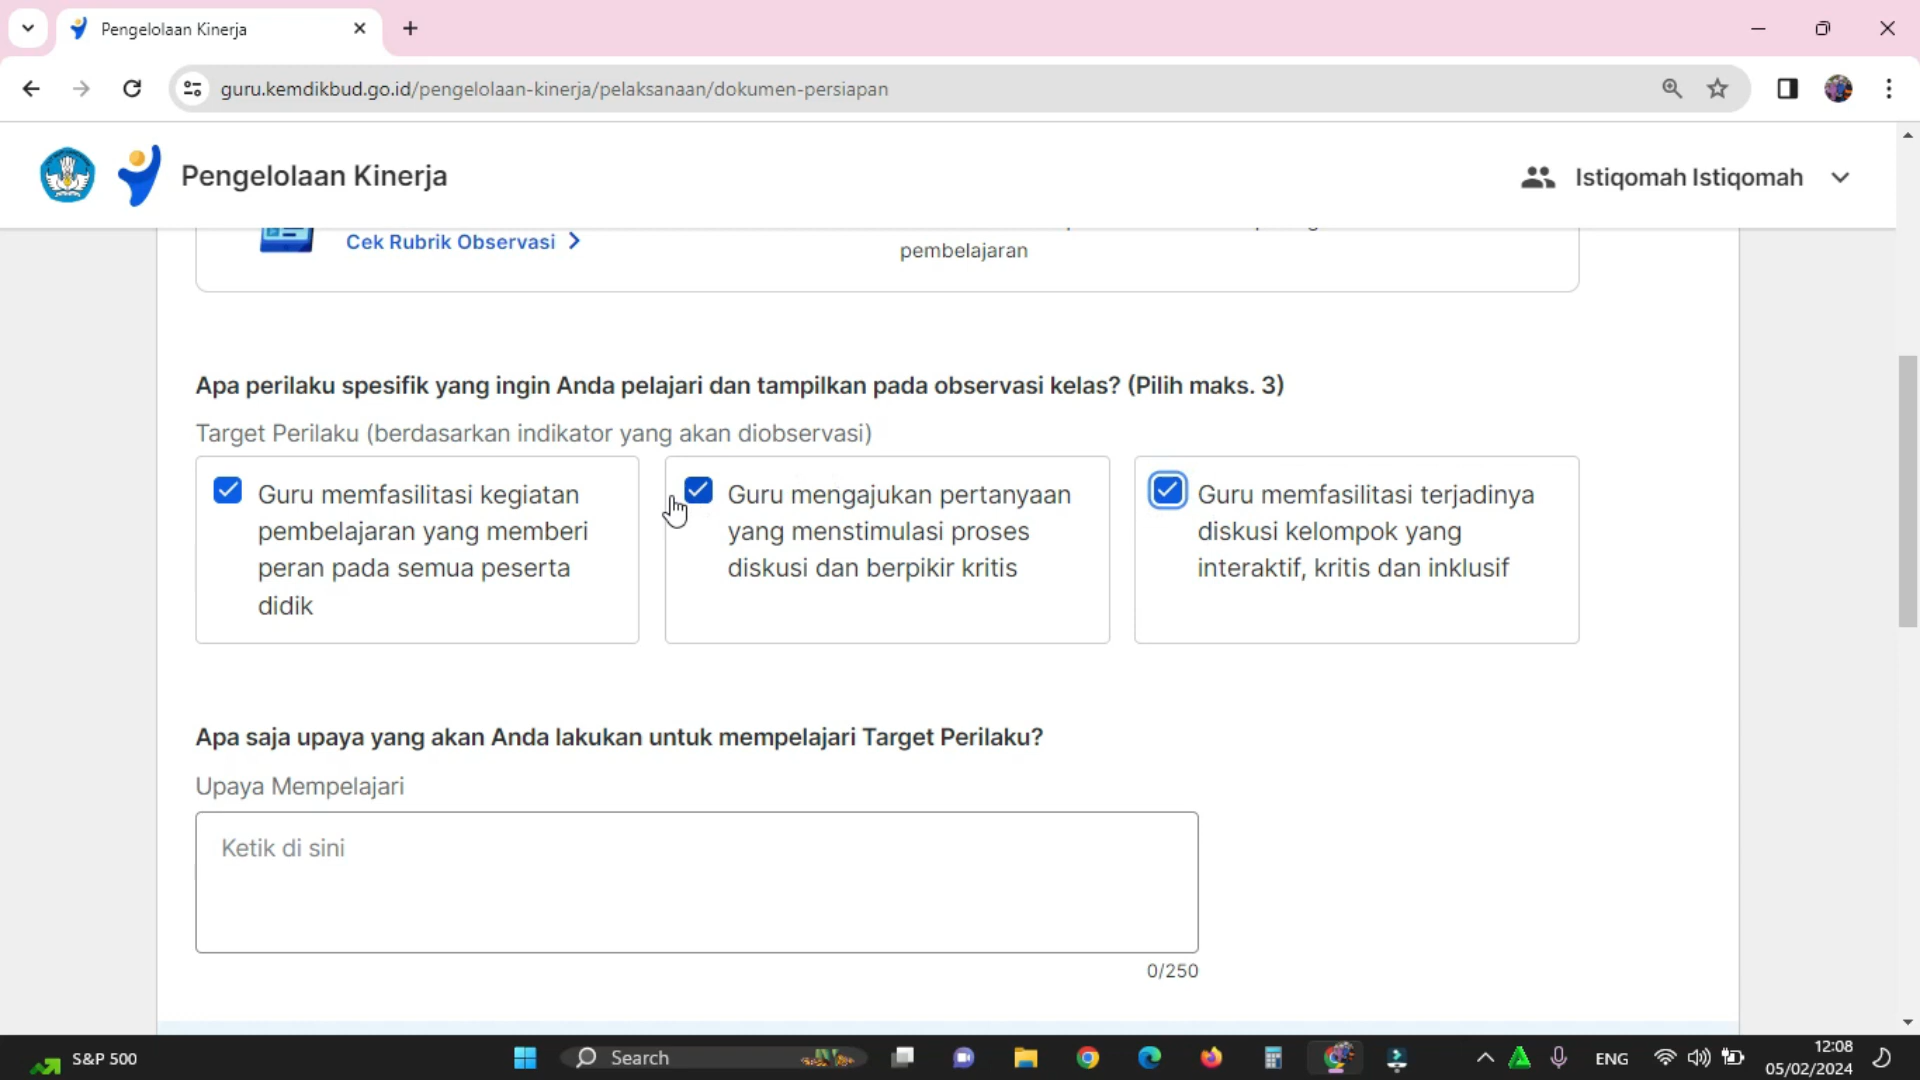 Pengelolaan Kinerja
guru.kemdikbud.go.id/pengelolaan-kinerja/pelaksanaan/dokumen-persiapan
Pengelolaan Kinerja
Istiqomah Istiqomah
Cek Rubrik Observasi
pembelajaran
Apa perilaku spesifik yang ingin Anda pelajari dan tampilkan pada observasi kelas? (Pilih maks. 3)
Target Perilaku (berdasarkan indikator yang akan diobservasi)
Guru memfasilitasi kegiatan
pembelajaran yang memberi
peran pada semua peserta
didik
Guru mengajukan pertanyaan
yang menstimulasi proses
diskusi dan berpikir kritis
Guru memfasilitasi terjadinya
diskusi kelompok yang
interaktif, kritis dan inklusif
Apa saja upaya yang akan Anda lakukan untuk mempelajari Target Perilaku?
Upaya Mempelajari
Ketik di sini
0/250
S&P 500
Search
ENG
12:08
05/02/2024